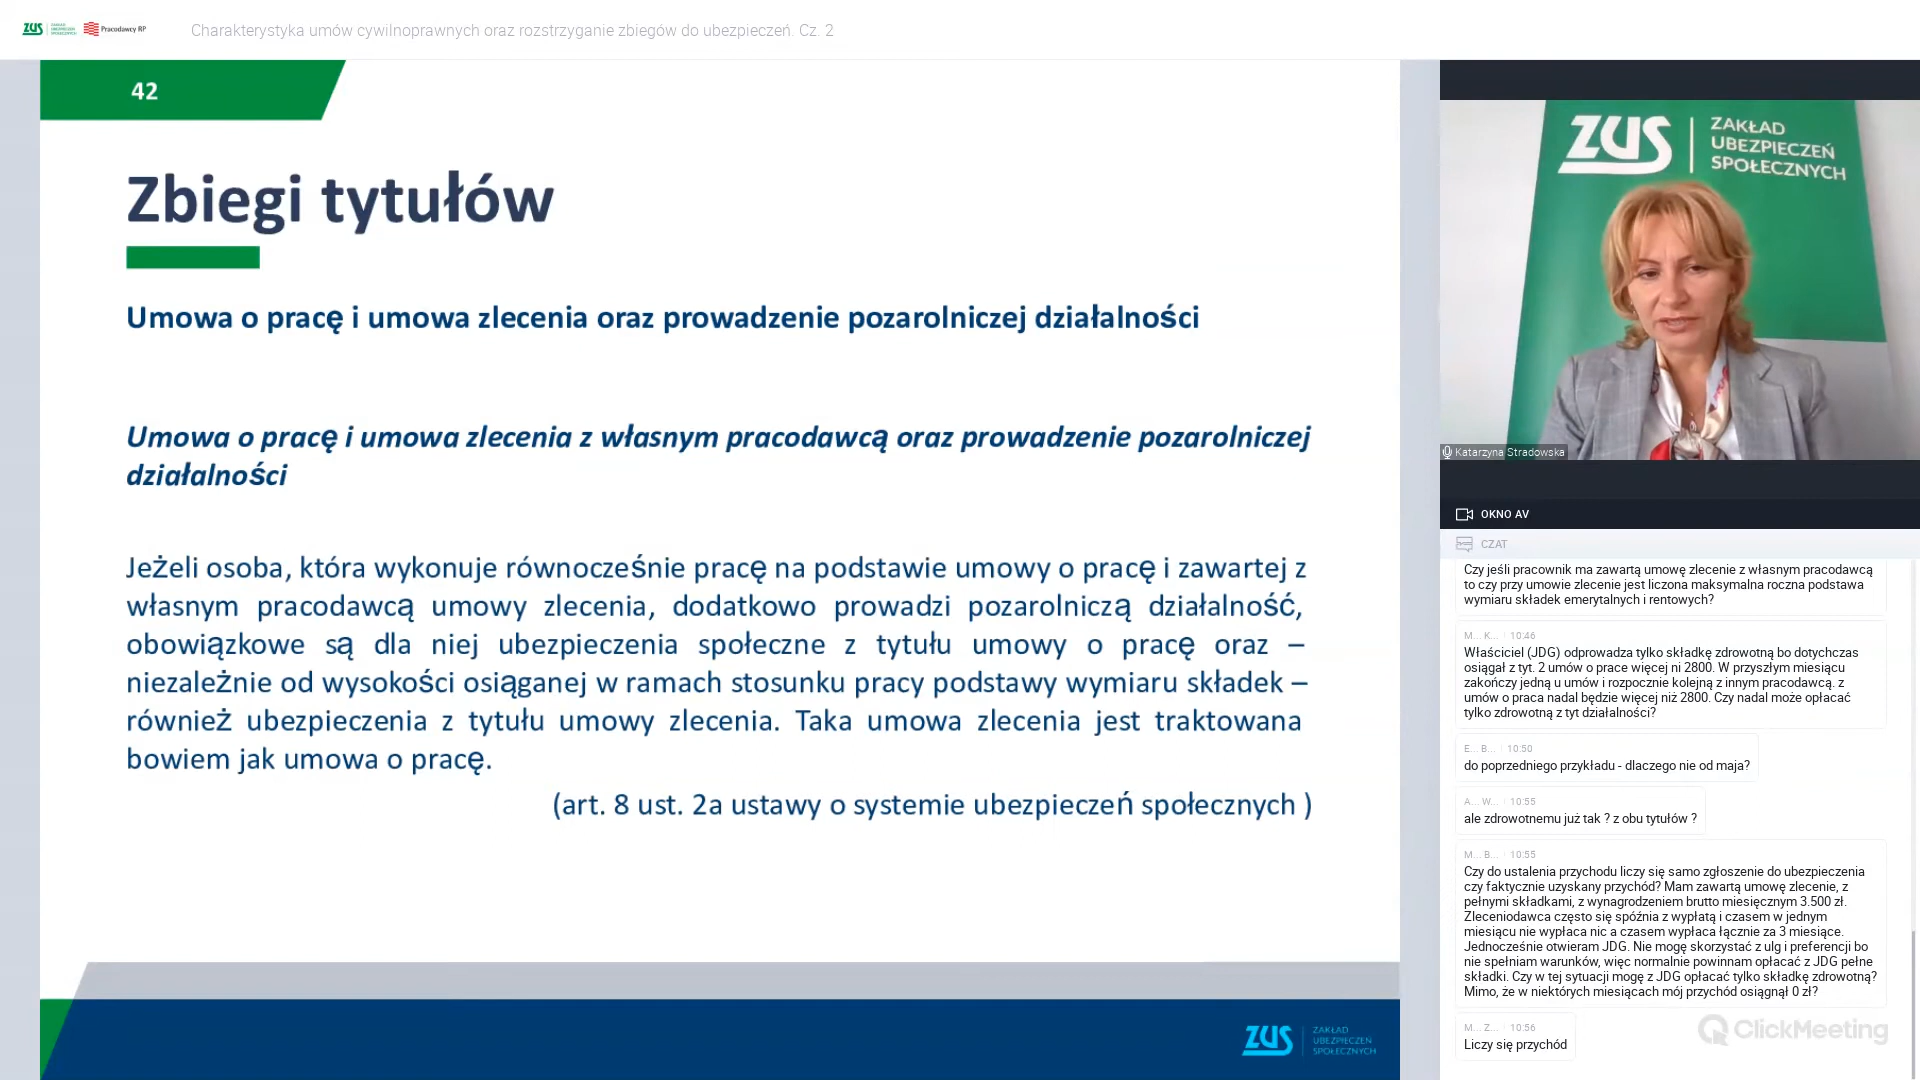 ZUS
Pracodawcy RP
Charakterystyka umów cywilnoprawnych oraz rozstrzyganie zbiegów do ubezpieczeń. Cz. 2
42
Zbiegi tytułów
Umowa o pracę i umowa zlecenia oraz prowadzenie pozarolniczej działalności
Umowa o pracę i umowa zlecenia z własnym pracodawcą oraz prowadzenie pozarolniczej
działalności
Jeżeli osoba, która wykonuje równocześnie pracę na podstawie umowy o pracę i zawartej z
własnym pracodawcą umowy zlecenia, dodatkowo prowadzi pozarolniczą działalność,
obowiązkowe są dla niej ubezpieczenia społeczne z tytułu umowy o pracę oraz –
niezależnie od wysokości osiąganej w ramach stosunku pracy podstawy wymiaru składek –
również ubezpieczenia z tytułu umowy zlecenia. Taka umowa zlecenia jest traktowana
bowiem jak umowa o pracę.
(art. 8 ust. 2a ustawy o systemie ubezpieczeń społecznych )
ZUS
ZAKŁAD
UBEZPIECZEŃ
SPOŁECZNYCH
ZUS
ZAKŁAD
UBEZPIECZEŃ
SPOŁECZNYCH
Katarzyna Stradowska
OKNO AV
CZAT
Czy jeśli pracownik ma zawartą umowę zlecenie z własnym pracodawcą
to czy przy umowie zlecenie jest liczona maksymalna roczna podstawa
wymiaru składek emerytalnych i rentowych?
M... K... 10:46
Właściciel (JDG) odprowadza tylko składkę zdrowotną bo dotychczas
osiągał z tyt. 2 umów o prace więcej ni 2800. W przyszłym miesiącu
zakończy jedną u umów i rozpocznie kolejną z innym pracodawcą. z
umów o praca nadal będzie więcej niż 2800. Czy nadal może opłacać
tylko zdrowotną z tyt działalności?
E... B... 10:50
do poprzedniego przykładu - dlaczego nie od maja?
A... W... 10:55
ale zdrowotnemu już tak ? z obu tytułów ?
M... B... 10:55
Czy do ustalenia przychodu liczy się samo zgłoszenie do ubezpieczenia
czy faktycznie uzyskany przychód? Mam zawartą umowę zlecenie, z
pełnymi składkami, z wynagrodzeniem brutto miesięcznym 3.500 zł.
Zleceniodawca często się spóźnia z wypłatą i czasem w jednym
miesiącu nie wypłaca nic a czasem wypłaca łącznie za 3 miesiące.
Jednocześnie otwieram JDG. Nie mogę skorzystać z ulg i preferencji bo
nie spełniam warunków, więc normalnie powinnam opłacać z JDG pełne
składki. Czy w tej sytuacji mogę z JDG opłacać tylko składkę zdrowotną?
Mimo, że w niektórych miesiącach mój przychód osiągnął 0 zł?
M... Z... 10:56
Liczy się przychód
ClickMeeting